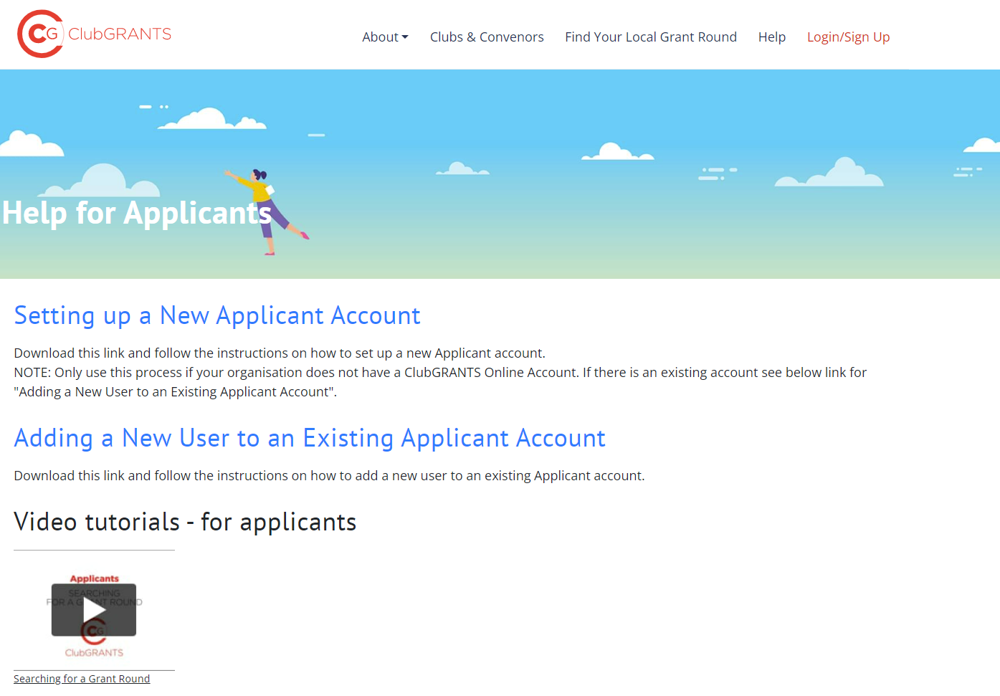 CG ClubGRANTS
About
Clubs & Convenors
Find Your Local Grant Round
Help
Login/Sign Up
Help for Applicants
Setting up a New Applicant Account
Download this link and follow the instructions on how to set up a new Applicant account.
NOTE: Only use this process if your organisation does not have a ClubGRANTS Online Account. If there is an existing account see below link for
"Adding a New User to an Existing Applicant Account".
Adding a New User to an Existing Applicant Account
Download this link and follow the instructions on how to add a new user to an existing Applicant account.
Video tutorials - for applicants
Applicants
SEARCHING
FOR A GRANT ROUND
CG
ClubGRANTS
Searching for a Grant Round